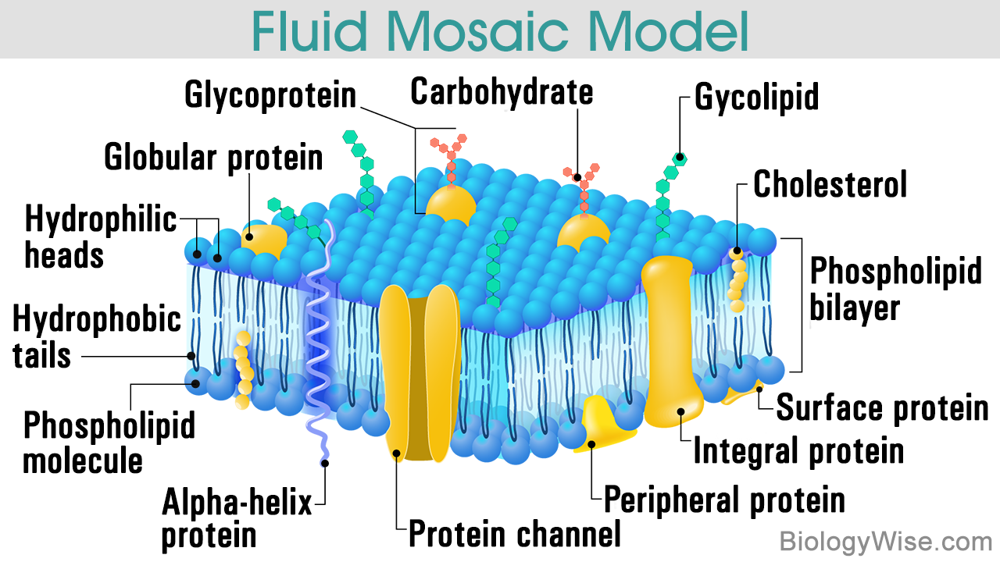 Fluid Mosaic Model
Glycoprotein
Carbohydrate
Gycolipid
Globular protein
Cholesterol
Hydrophilic
heads
Phospholipid
bilayer
Hydrophobic
tails
Surface protein
Phospholipid
molecule
Integral protein
Alpha-helix
protein
Peripheral protein
Protein channel
BiologyWise.com